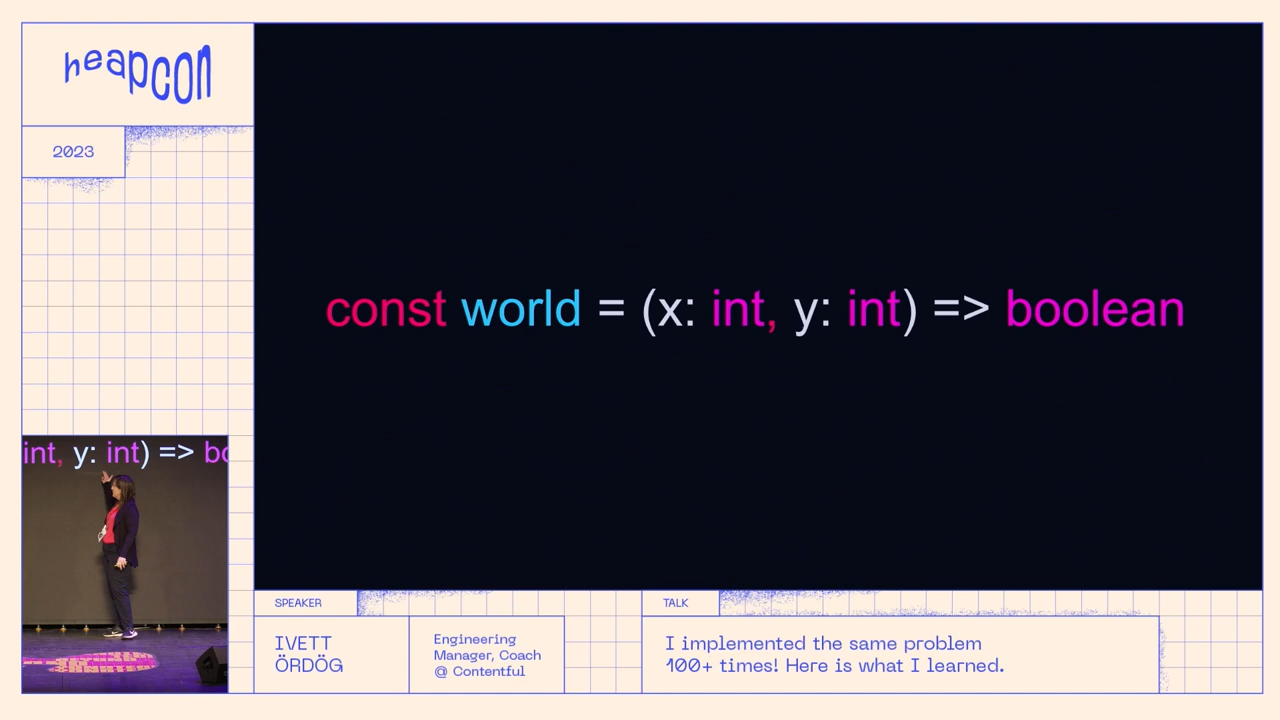 heapcon
2023
const world = (x: int, y: int) => boolean
int, y: int) => bo
SPEAKER
IVETT
ÖRDÖG
Engineering
Manager, Coach
@ Contentful
TALK
I implemented the same problem
100+ times! Here is what I learned.